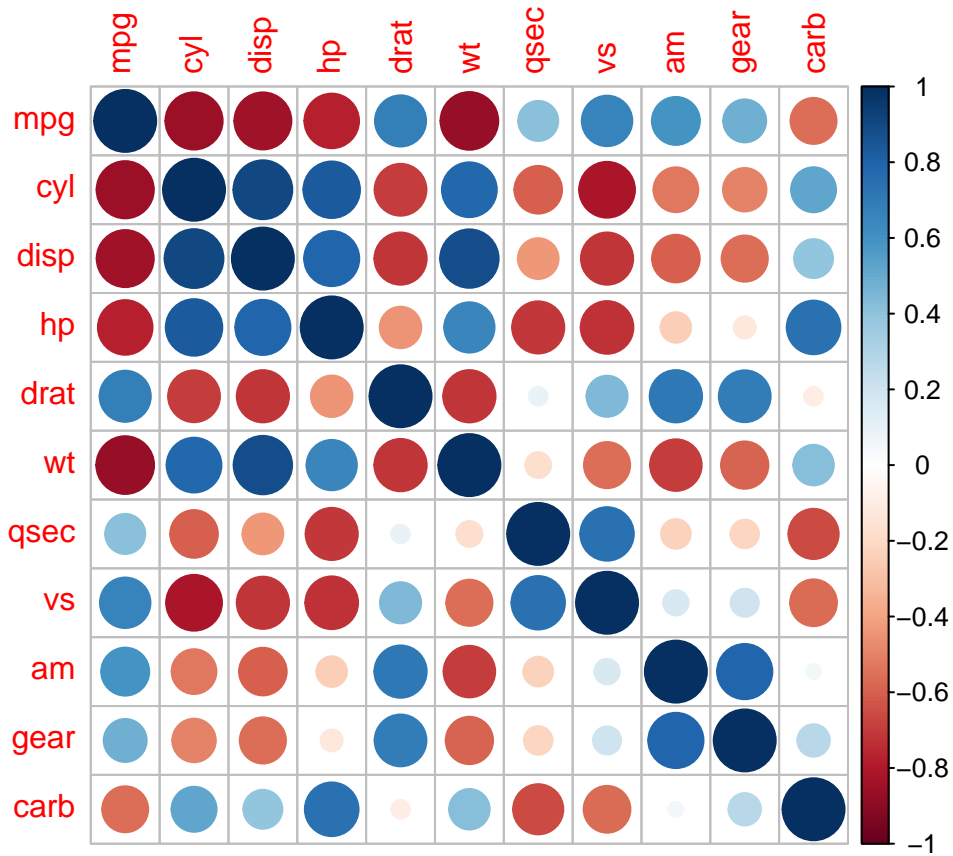 mpg cyl disp hp drat wt qsec vs am gear carb
mpg
cyl
disp
hp
drat
wt
qsec
vs
am
gear
carb
1
0.8
0.6
0.4
0.2
0
−0.2
−0.4
−0.6
−0.8
−1